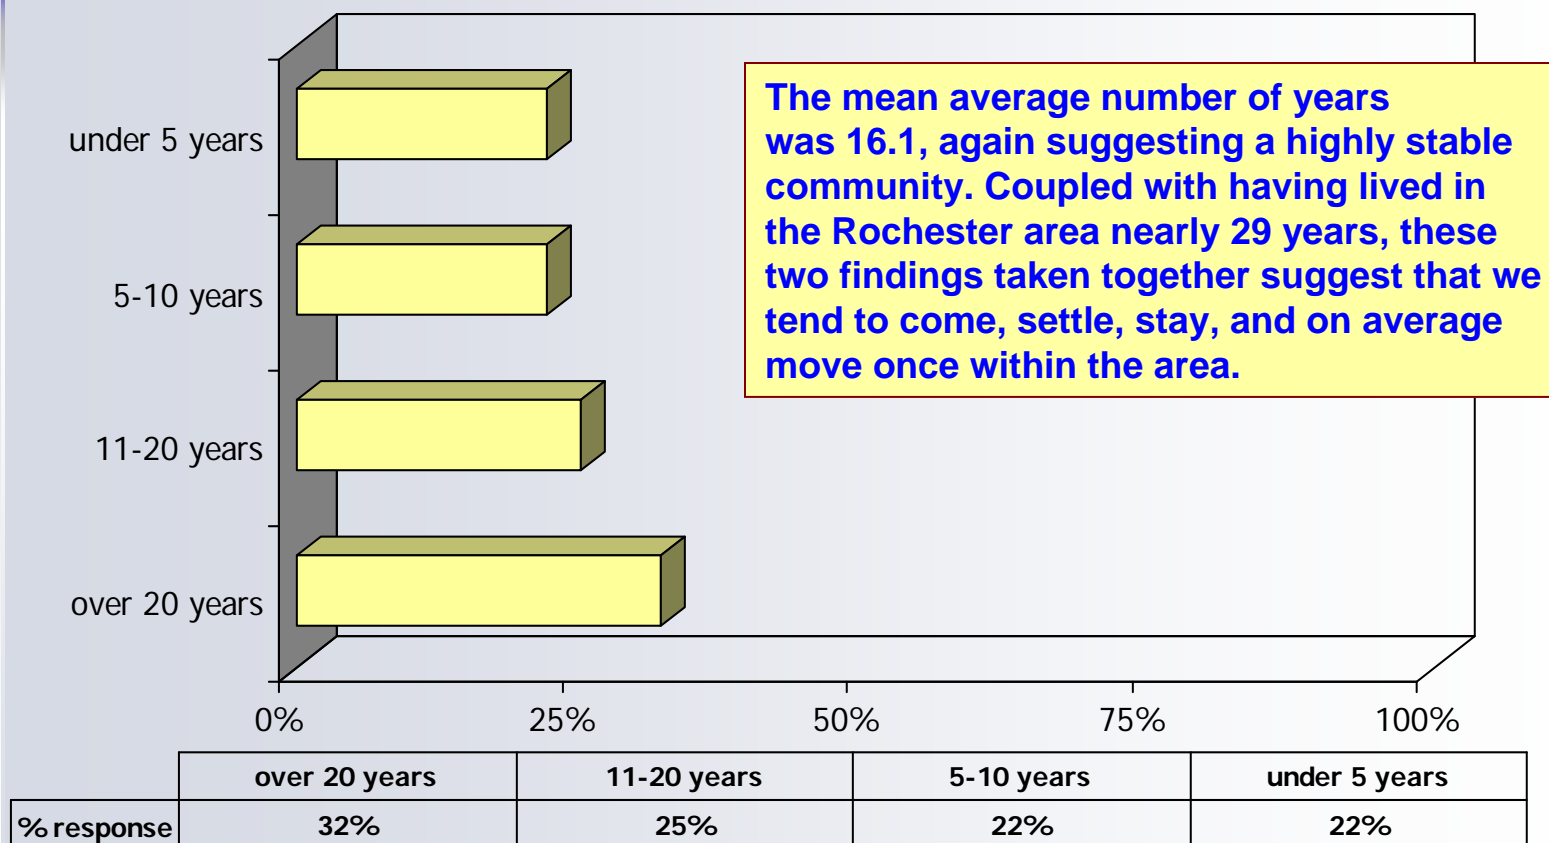 The mean average number of years
was 16.1, again suggesting a highly stable
community. Coupled with having lived in
the Rochester area nearly 29 years, these
two findings taken together suggest that we
tend to come, settle, stay, and on average
move once within the area.
under 5 years
5-10 years
11-20 years
over 20 years
0% 25% 50% 75% 100%
over 20 years 11-20 years 5-10 years under 5 years
% response 32% 25% 22% 22%